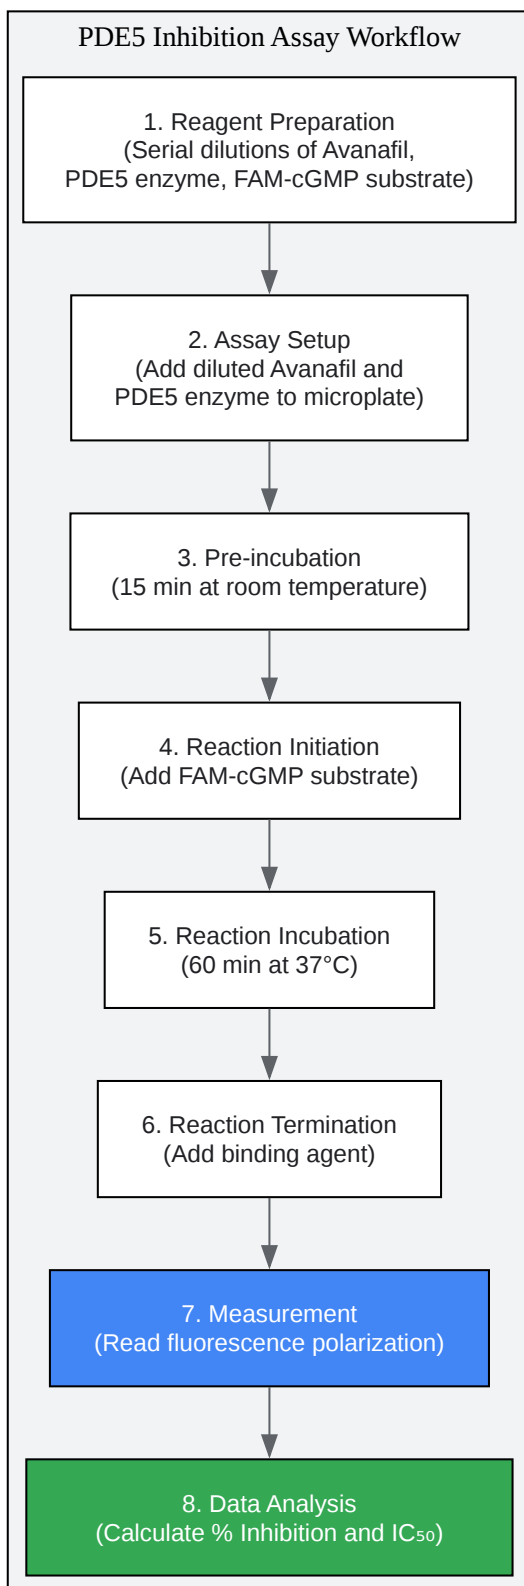 PDE5 Inhibition Assay Workflow
1. Reagent Preparation
(Serial dilutions of Avanafil,
PDE5 enzyme, FAM-cGMP substrate)
2. Assay Setup
(Add diluted Avanafil and
PDE5 enzyme to microplate)
3. Pre-incubation
(15 min at room temperature)
4. Reaction Initiation
(Add FAM-cGMP substrate)
5. Reaction Incubation
(60 min at 37°C)
6. Reaction Termination
(Add binding agent)
7. Measurement
(Read fluorescence polarization)
8. Data Analysis
(Calculate % Inhibition and IC₅₀)